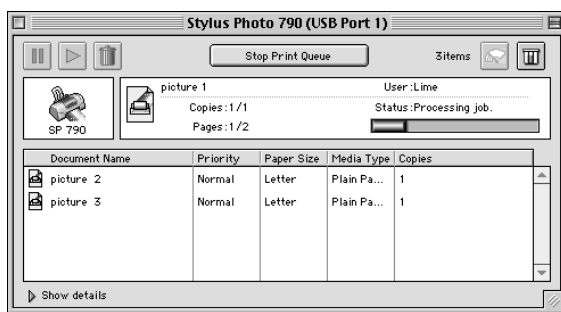 Stylus Photo 790 (USB Port 1)
Stop Print Queue
3items
picture 1
User:Lime
Copies:1/1
Status:Processing job.
SP 790
Pages:1/2
Document Name Priority Paper Size Media Type Copies
picture 2 Normal Letter Plain Pa... 1
picture 3 Normal Letter Plain Pa... 1
Show details